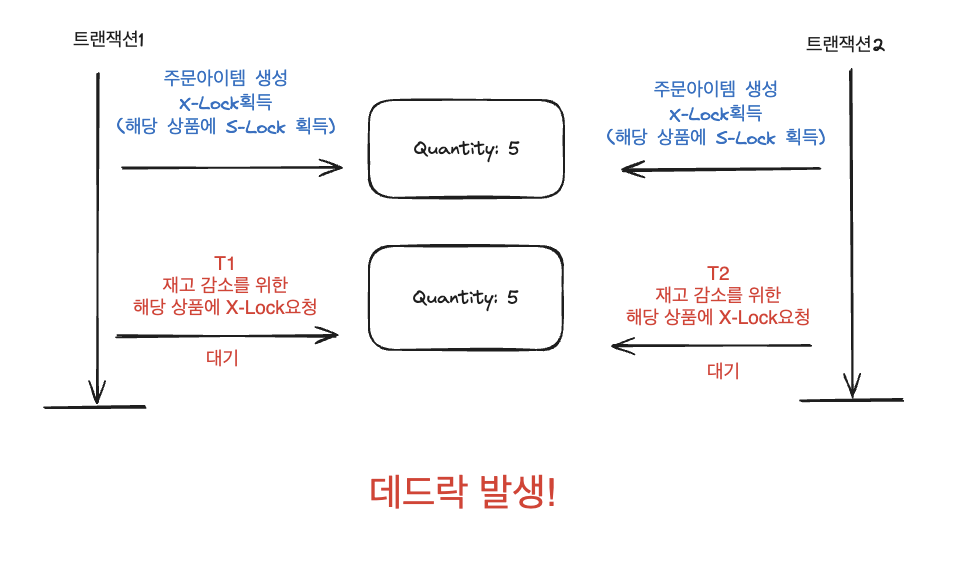 트랜잭션1
트랜잭션2
주문아이템 생성
X-Lock획득
(해당 상품에 S-Lock 획득)
Quantity: 5
주문아이템 생성
X-Lock획득
(해당 상품에 S-Lock 획득)
T1
재고 감소를 위한
해당 상품에 X-Lock요청
대기
Quantity: 5
T2
재고 감소를 위한
해당 상품에 X-Lock요청
대기
데드락 발생!